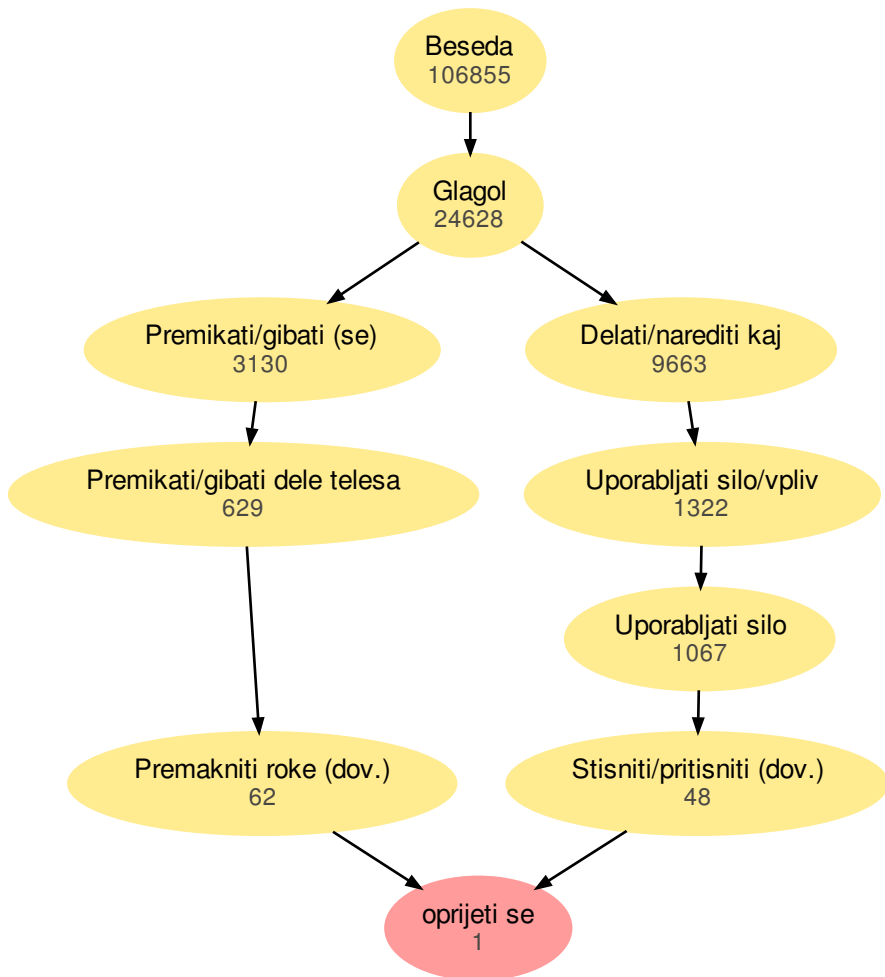 Beseda
106855
Glagol
24628
Premikati/gibati (se)
3130
Delati/narediti kaj
9663
Premikati/gibati dele telesa
629
Uporabljati silo/vpliv
1322
Uporabljati silo
1067
Premakniti roke (dov.)
62
Stisniti/pritisniti (dov.)
48
oprijeti se
1